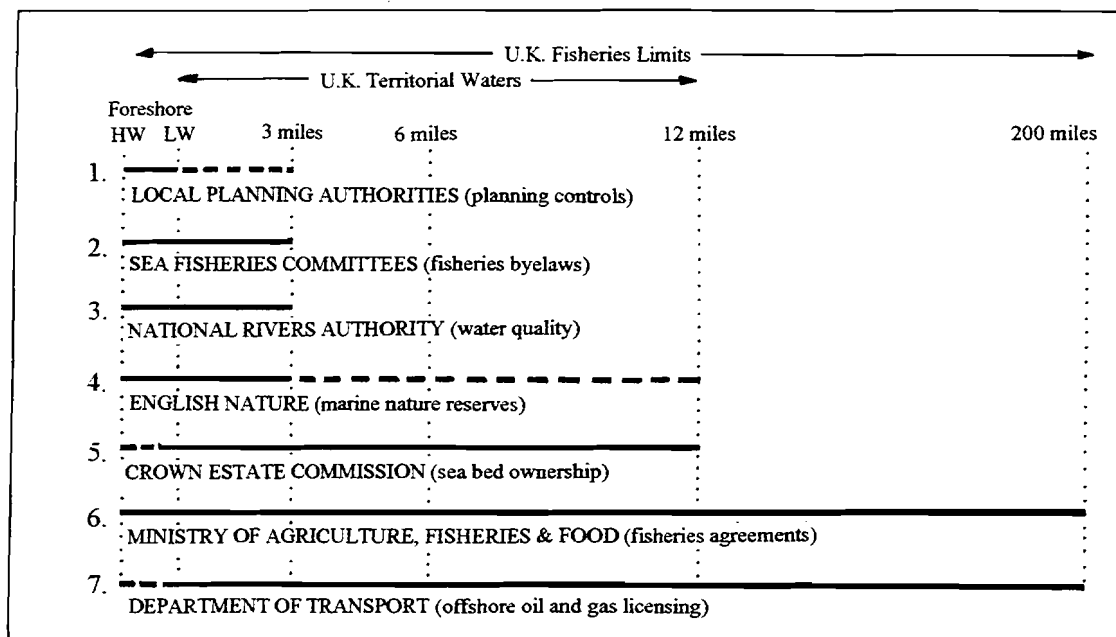 U.K. Fisheries Limits
U.K. Territorial Waters
Foreshore
HW LW 3 miles 6 miles 12 miles 200 miles
1.
LOCAL PLANNING AUTHORITIES (planning controls)
2.
SEA FISHERIES COMMITTEES (fisheries byelaws)
3.
NATIONAL RIVERS AUTHORITY (water quality)
4.
ENGLISH NATURE (marine nature reserves)
5.
CROWN ESTATE COMMISSION (sea bed ownership)
6.
MINISTRY OF AGRICULTURE, FISHERIES & FOOD (fisheries agreements)
7.
DEPARTMENT OF TRANSPORT (offshore oil and gas licensing)